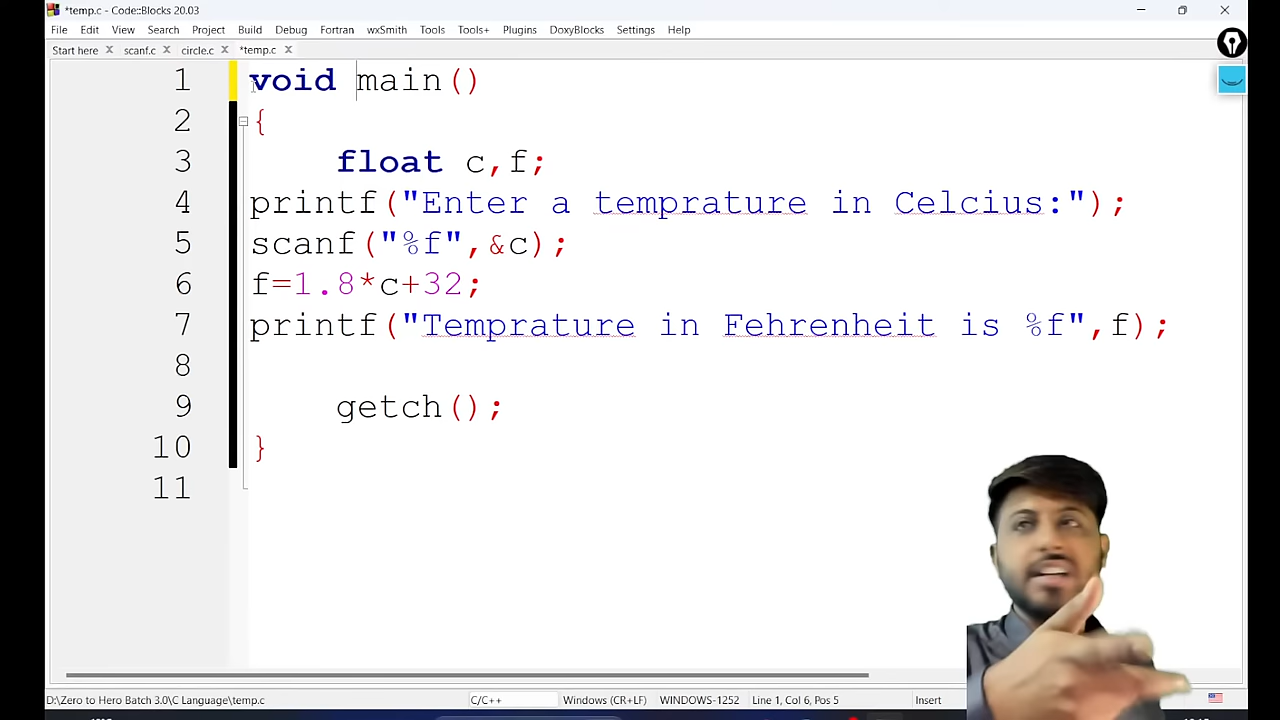 *temp.c - Code::Blocks 20.03
File Edit View Search Project Build Debug Fortran wxSmith Tools Tools+ Plugins DoxyBlocks Settings Help
Start here scanf.c circle.c *temp.c
1 void main()
2 {
3 float c,f;
4 printf("Enter a temprature in Celcius:");
5 scanf("%f",&c);
6 f=1.8*c+32;
7 printf("Temprature in Fehrenheit is %f",f);
8
9 getch();
10 }
11
D:\Zero to Hero Batch 3.0\C Language\temp.c C/C++ Windows (CR+LF) WINDOWS-1252 Line 1, Col 6, Pos 5 Insert